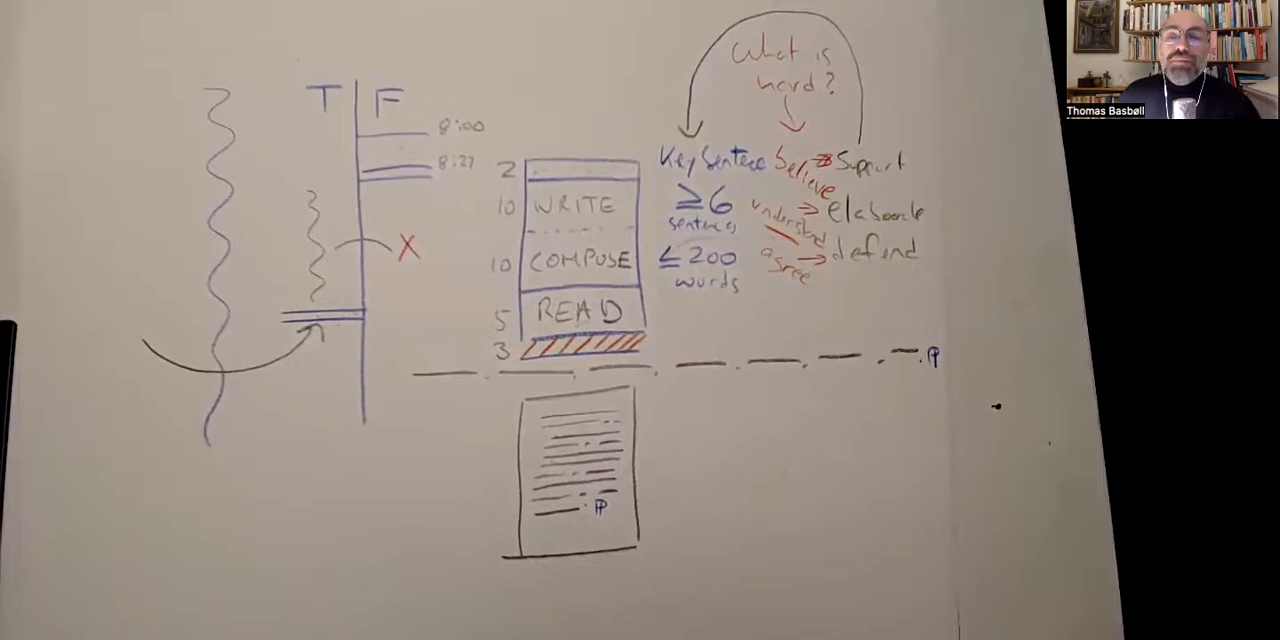 T F
8:00
8:27
X
2
10 WRITE
10 COMPOSE
5 READ
3
What is
hard?
Key Sentence believe → Support
≥6 understand → elaborate
sentences
≤200 agree → defend
words
P
P
Thomas Basbøll